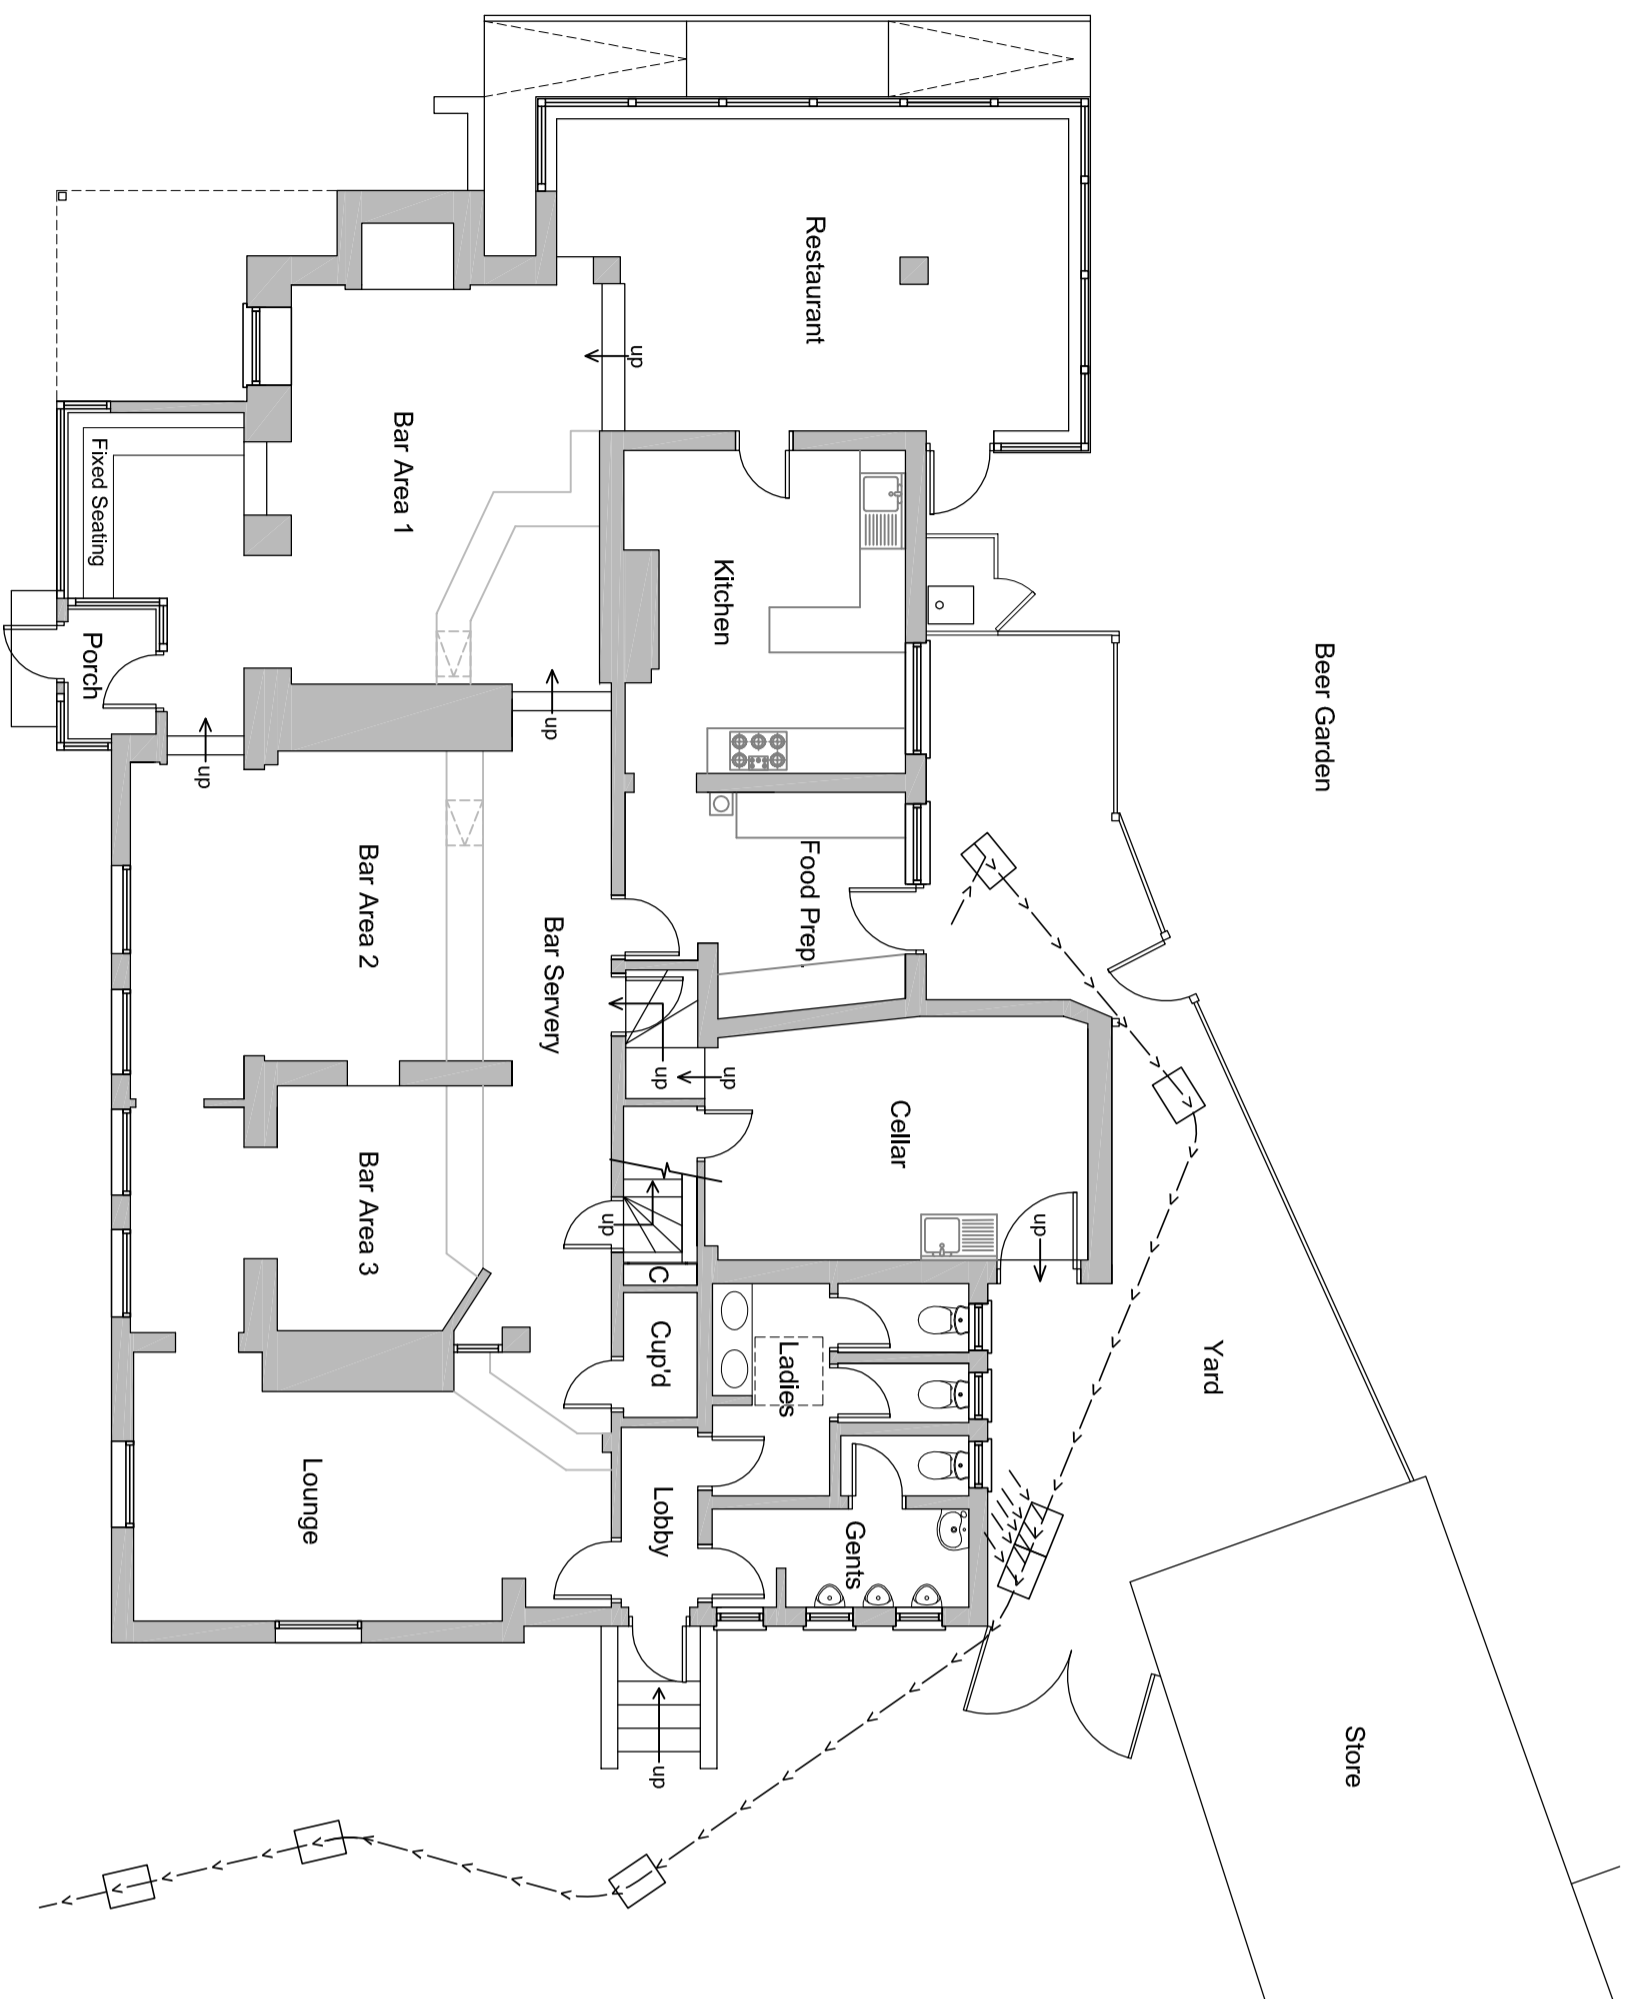 Beer Garden
Yard
Store
Restaurant
Kitchen
Food Prep.
Cellar
up
up
up
up
up
Ladies
Gents
C
Cup'd
Lobby
up
up
Bar Servery
up
Bar Area 1
Bar Area 2
Bar Area 3
Lounge
up
Fixed Seating
Porch